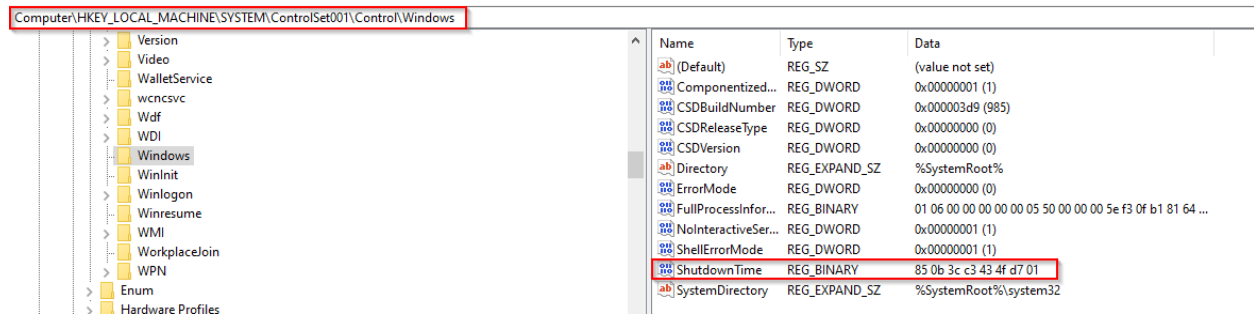 Computer\HKEY_LOCAL_MACHINE\SYSTEM\ControlSet001\Control\Windows
Version
Video
WalletService
wcncsvc
Wdf
WDI
Windows
WinInit
Winlogon
Winresume
WMI
WorkplaceJoin
WPN
Enum
Hardware Profiles
Name Type Data
ab (Default) REG_SZ (value not set)
Componentized... REG_DWORD 0x00000001 (1)
CSDBuildNumber REG_DWORD 0x000003d9 (985)
CSDReleaseType REG_DWORD 0x00000000 (0)
CSDVersion REG_DWORD 0x00000000 (0)
ab Directory REG_EXPAND_SZ %SystemRoot%
ErrorMode REG_DWORD 0x00000000 (0)
FullProcessInfor... REG_BINARY 01 06 00 00 00 00 00 05 50 00 00 00 5e f3 0f b1 81 64 ...
NoInteractiveSer... REG_DWORD 0x00000001 (1)
ShellErrorMode REG_DWORD 0x00000001 (1)
ShutdownTime REG_BINARY 85 0b 3c c3 43 4f d7 01
ab SystemDirectory REG_EXPAND_SZ %SystemRoot%\system32